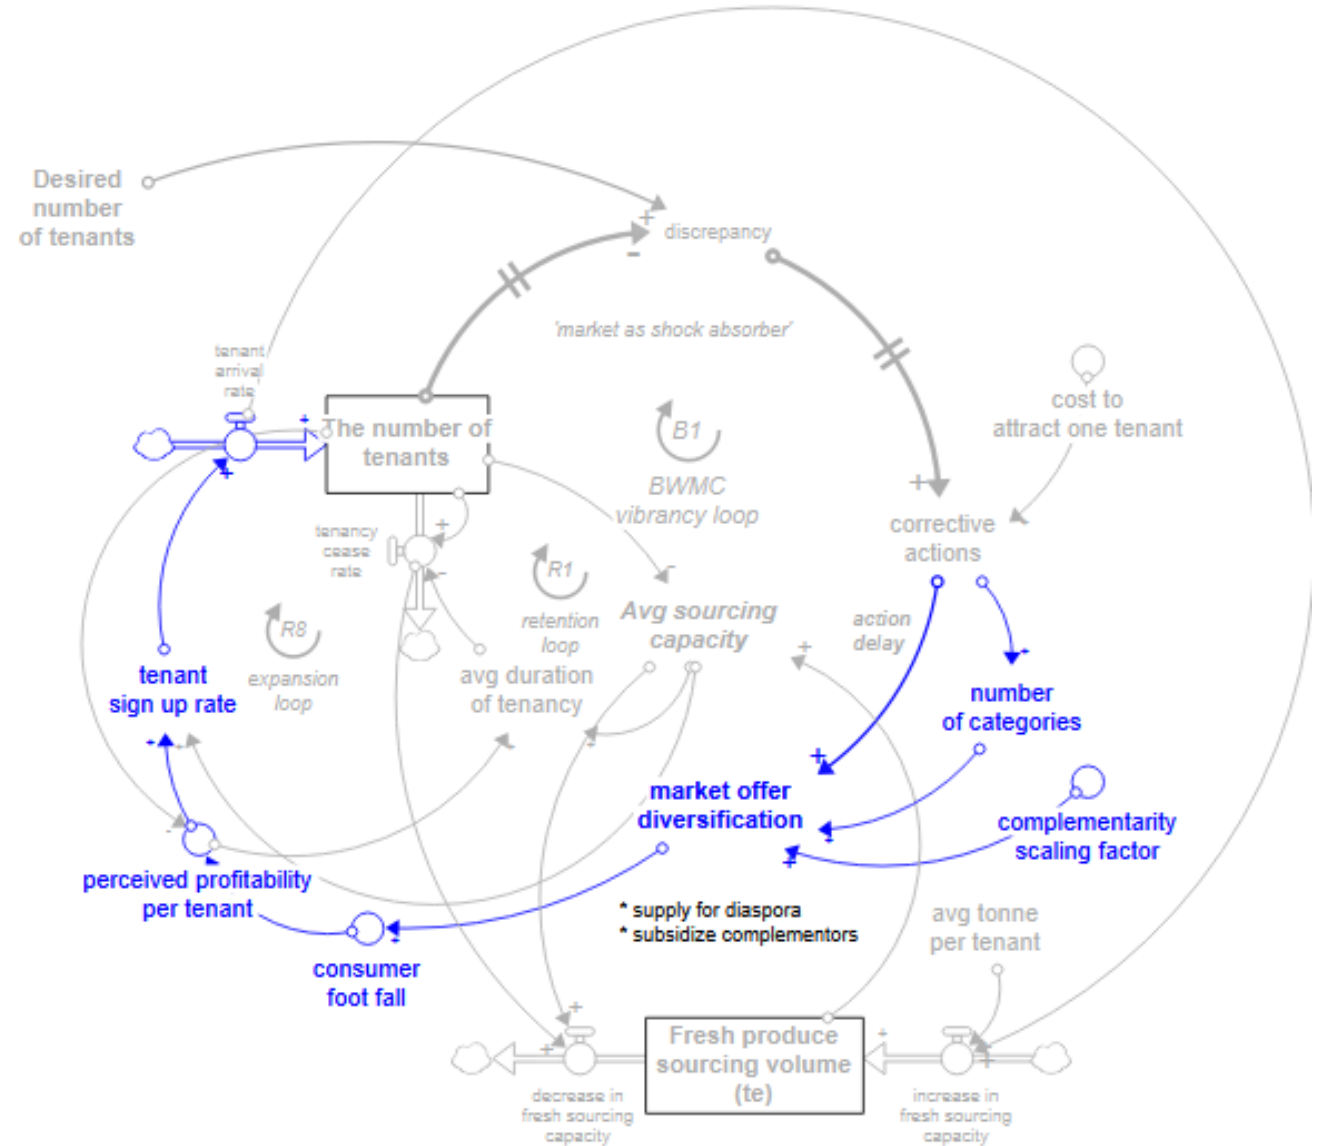 Desired
number
of tenants
+
discrepancy
-
'market as shock absorber'
tenant
arrival
rate
cost to
attract one tenant
+
The number of
tenants
B1
BWMC
vibrancy loop
+
+
corrective
actions
-
tenancy
cease
rate
+
-
R1
retention
loop
-
Avg sourcing
capacity
action
delay
R8
expansion
loop
tenant
sign up rate
avg duration
of tenancy
+
+
number
of categories
+
+
+
+
+
market offer
diversification
+
+
complementarity
scaling factor
-
perceived profitability
per tenant
* supply for diaspora
* subsidize complementors
avg tonne
per tenant
+
consumer
foot fall
+
+
Fresh produce
sourcing volume
(te)
+
+
decrease in
fresh sourcing
capacity
increase in
fresh sourcing
capacity